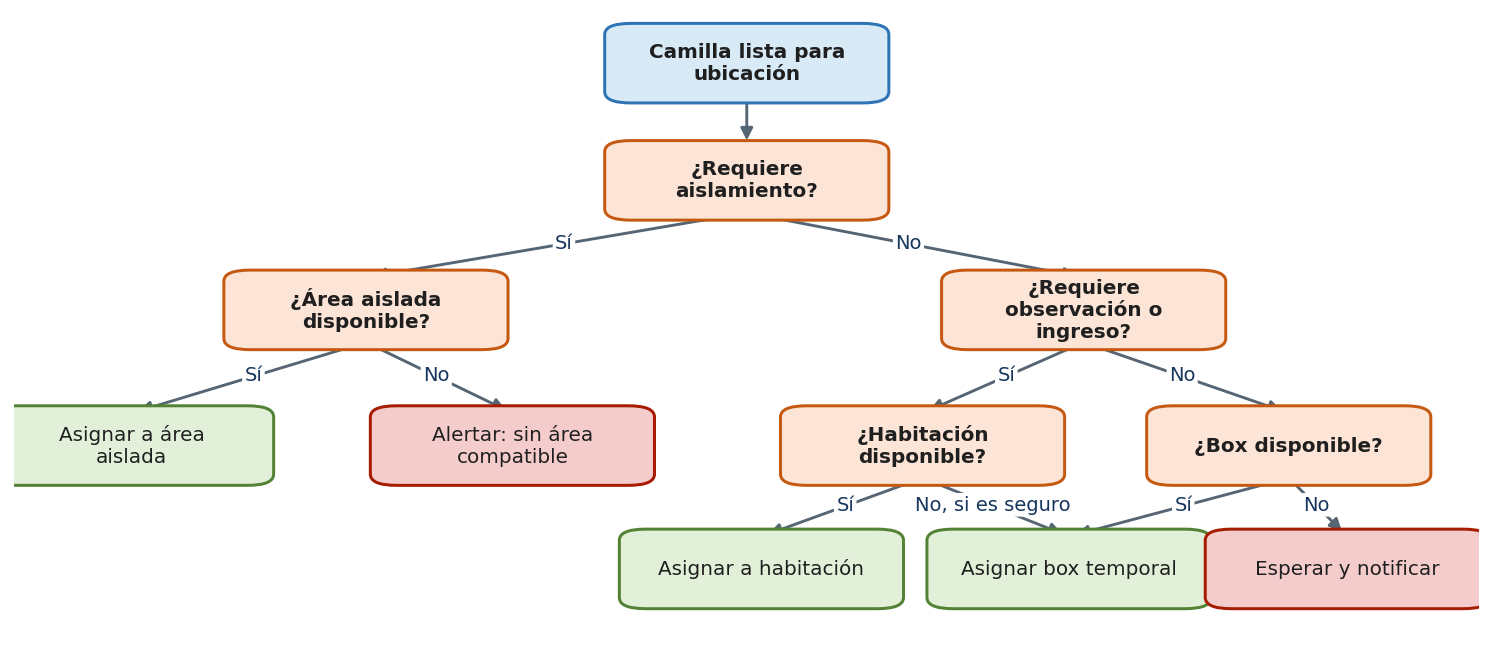 Camilla lista para
ubicación
¿Requiere
aislamiento?
Sí
No
¿Área aislada
disponible?
¿Requiere
observación o
ingreso?
Sí
No
Sí
No
Asignar a área
aislada
Alertar: sin área
compatible
¿Habitación
disponible?
¿Box disponible?
Sí
No, si es seguro
Sí
No
Asignar a habitación
Asignar box temporal
Esperar y notificar